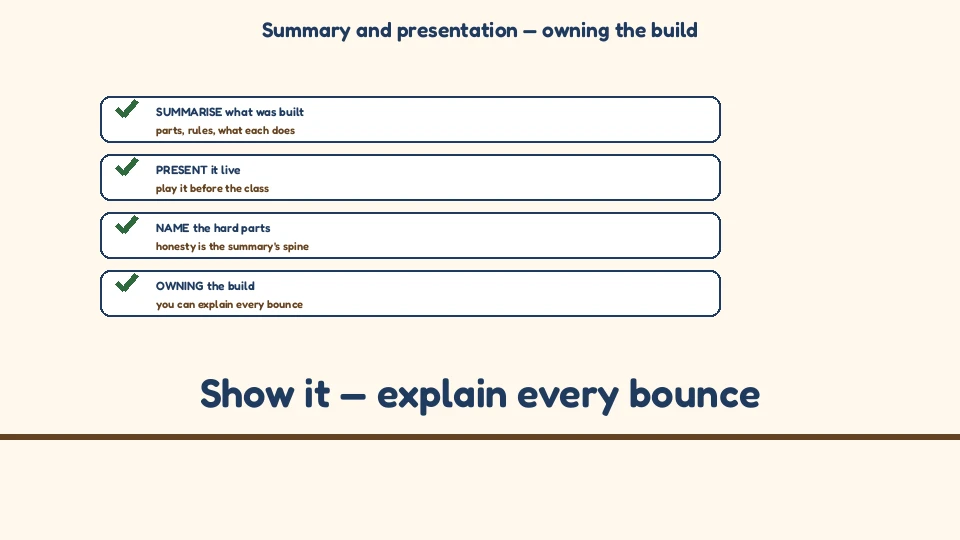 Summary and presentation — owning the build
SUMMARISE what was built
parts, rules, what each does
PRESENT it live
play it before the class
NAME the hard parts
honesty is the summary's spine
OWNING the build
you can explain every bounce
Show it — explain every bounce